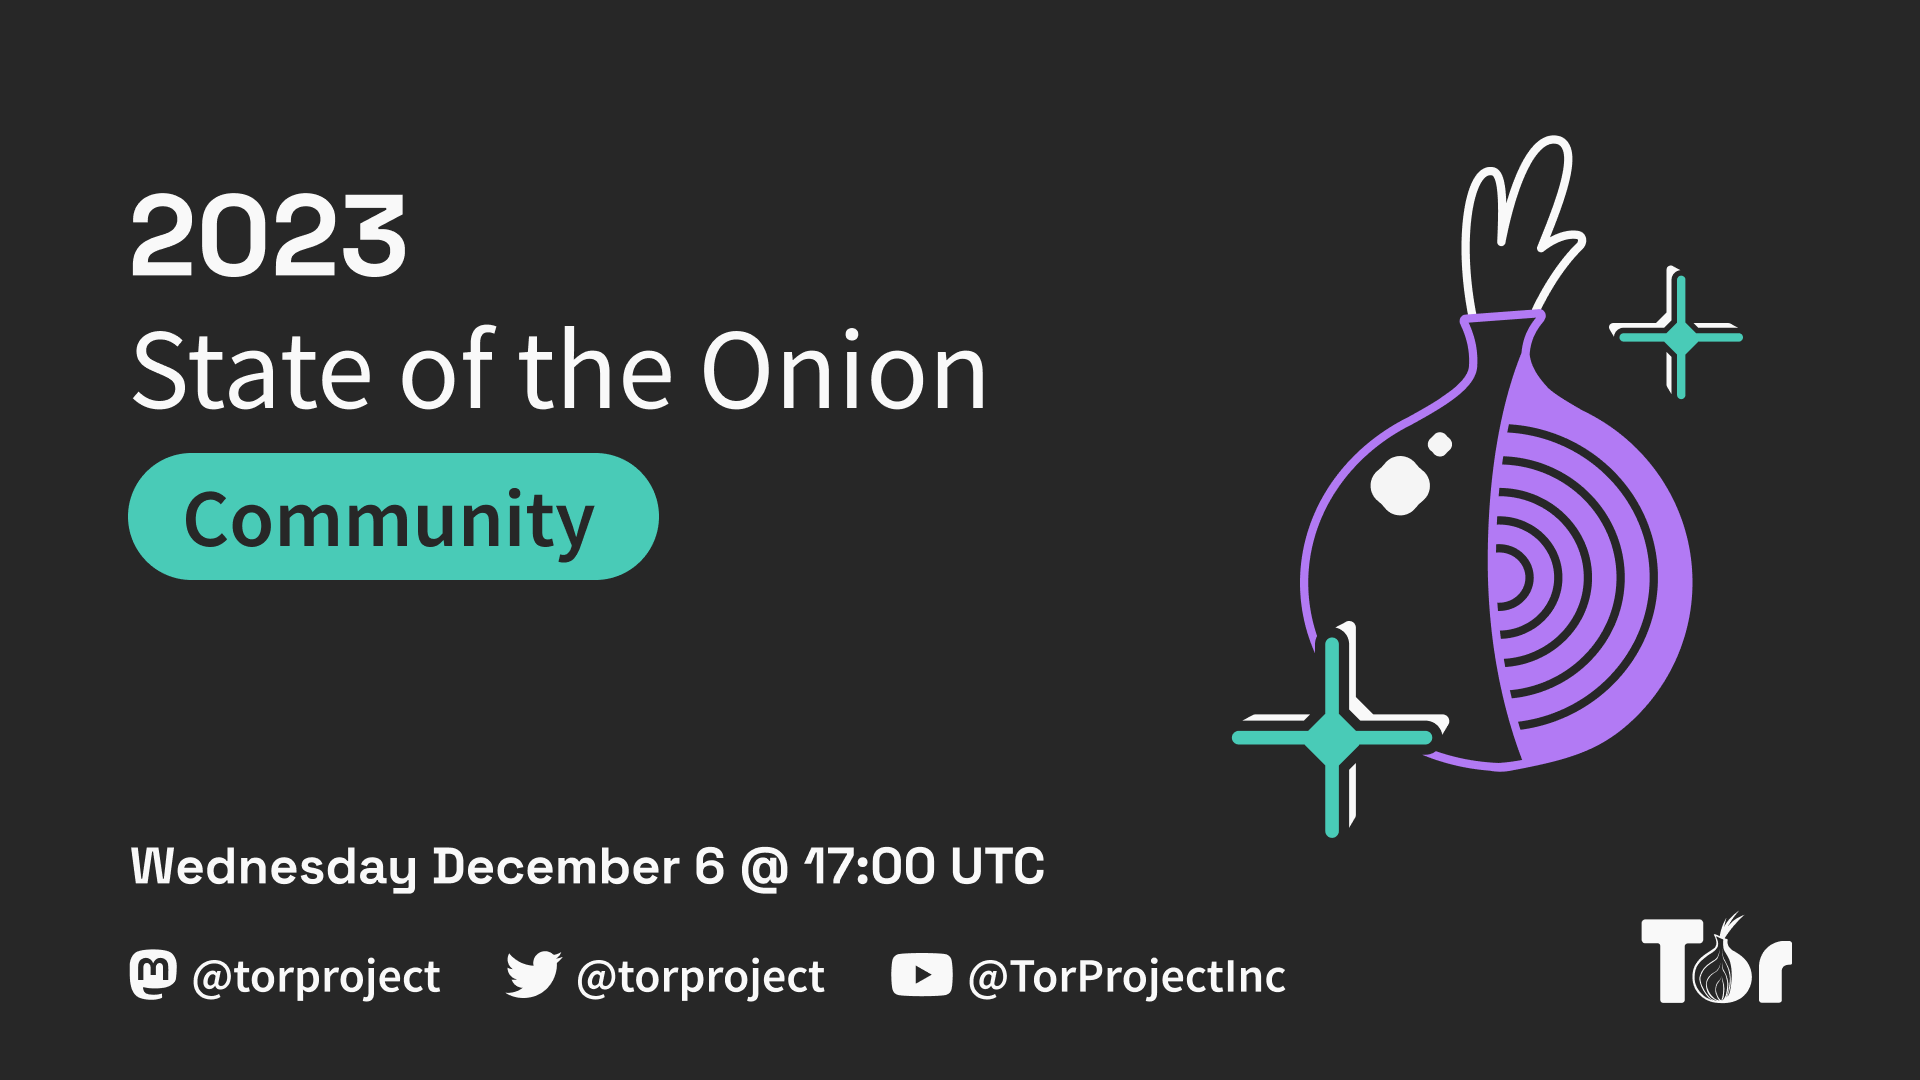 2023
State of the Onion
Community
Wednesday December 6 @ 17:00 UTC
@torproject @torproject @TorProjectInc
Tor